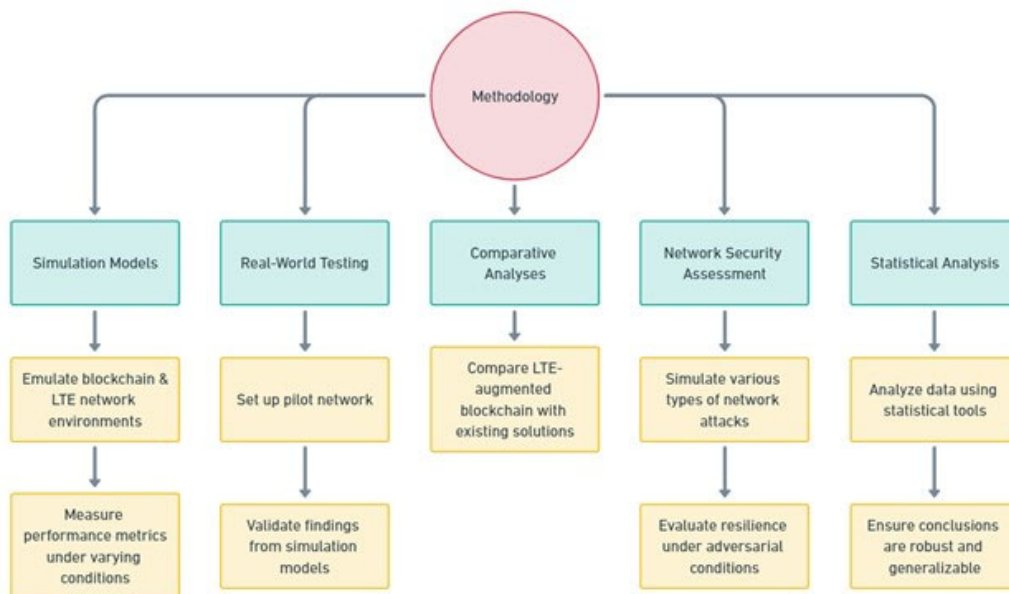 Methodology
Simulation Models
Real-World Testing
Comparative
Analyses
Network Security
Assessment
Statistical Analysis
Emulate blockchain &
LTE network
environments
Set up pilot network
Compare LTE-
augmented
blockchain with
existing solutions
Simulate various
types of network
attacks
Analyze data using
statistical tools
Measure
performance metrics
under varying
conditions
Validate findings
from simulation
models
Evaluate resilience
under adversarial
conditions
Ensure conclusions
are robust and
generalizable